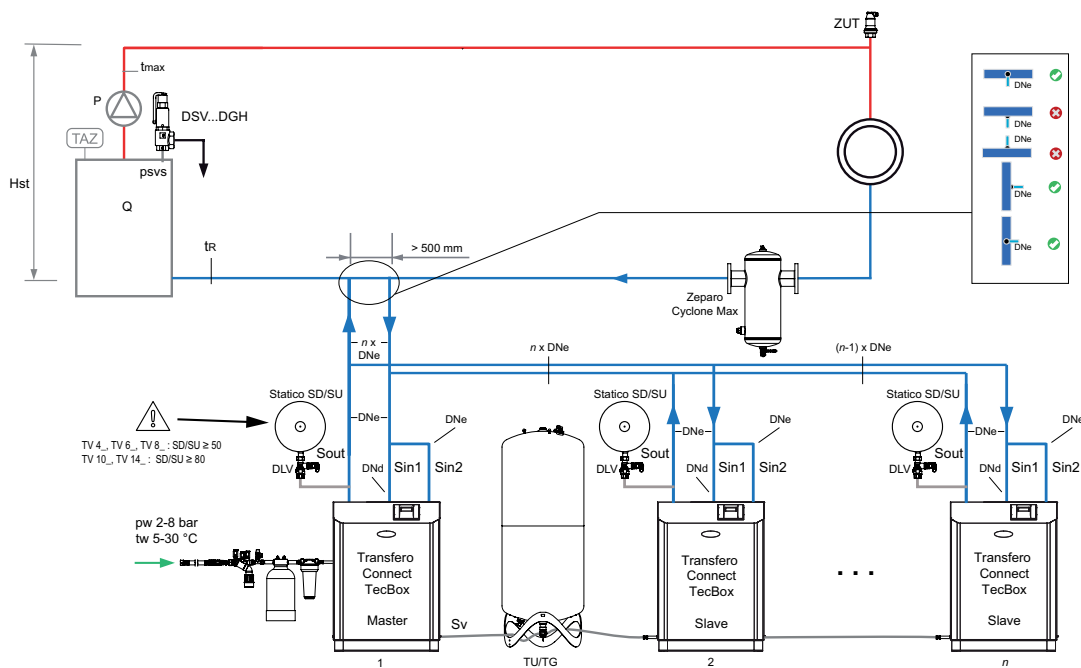 ZUT
tmax
P
DSV...DGH
TAZ
psvs
Hst
Q
tR
> 500 mm
DNe
DNe
DNe
DNe
DNe
Zeparo
Cyclone Max
n x
DNe
n x DNe
(n-1) x DNe
Statico SD/SU
Statico SD/SU
Statico SD/SU
TV 4_, TV 6_, TV 8_ : SD/SU ≥ 50
TV 10_, TV 14_ : SD/SU ≥ 80
DNe
DNe
DNe
DNe
DNe
DNe
DLV
Sout
DNd
Sin1
Sin2
DLV
Sout
DNd
Sin1
Sin2
DLV
Sout
DNd
Sin1
Sin2
pw 2-8 bar
tw 5-30 °C
Transfero
Connect
TecBox
Master
Transfero
Connect
TecBox
Slave
. . .
Transfero
Connect
TecBox
Slave
Sv
1
TU/TG
2
n